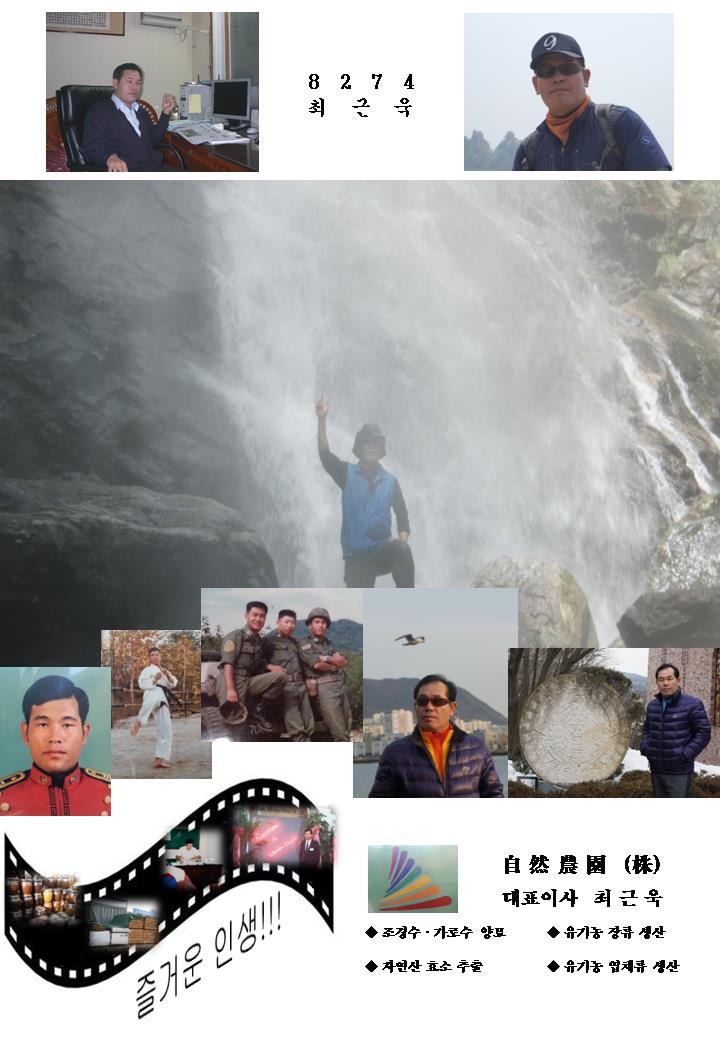 8 2 7 4
최 근 욱
즐거운 인생!!!
自然農園 (株)
대표이사 최근욱
◆ 조경수 · 가로수 양묘
◆ 유기농 장류 생산
◆ 자연산 효소 추출
◆ 유기농 엽채류 생산